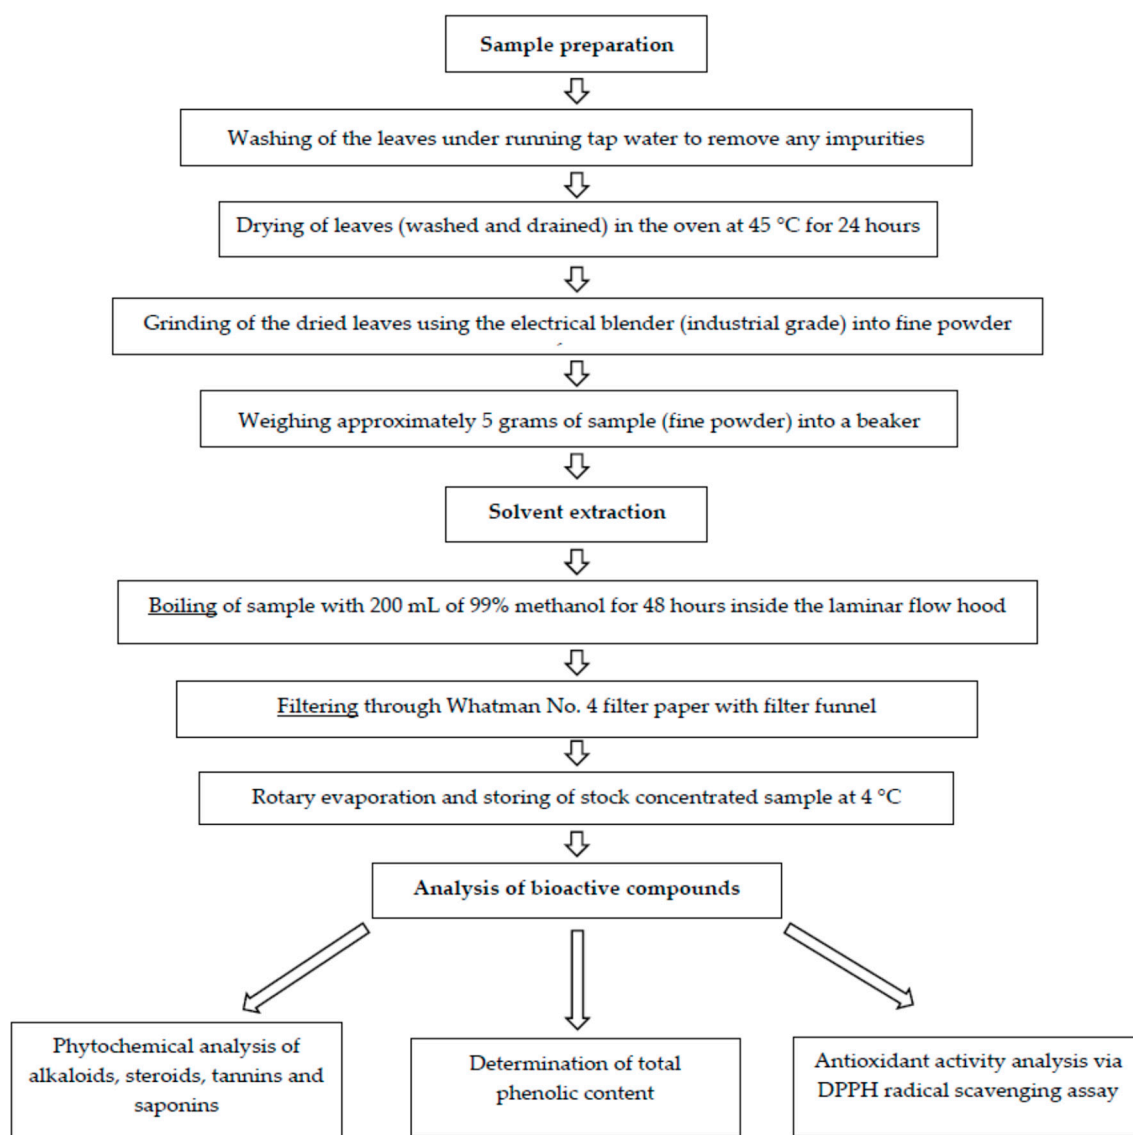 Sample preparation
Washing of the leaves under running tap water to remove any impurities
Drying of leaves (washed and drained) in the oven at 45 °C for 24 hours
Grinding of the dried leaves using the electrical blender (industrial grade) into fine powder
Weighing approximately 5 grams of sample (fine powder) into a beaker
Solvent extraction
Boiling of sample with 200 mL of 99% methanol for 48 hours inside the laminar flow hood
Filtering through Whatman No. 4 filter paper with filter funnel
Rotary evaporation and storing of stock concentrated sample at 4 °C
Analysis of bioactive compounds
Phytochemical analysis of
alkaloids, steroids, tannins and
saponins
Determination of total
phenolic content
Antioxidant activity analysis via
DPPH radical scavenging assay